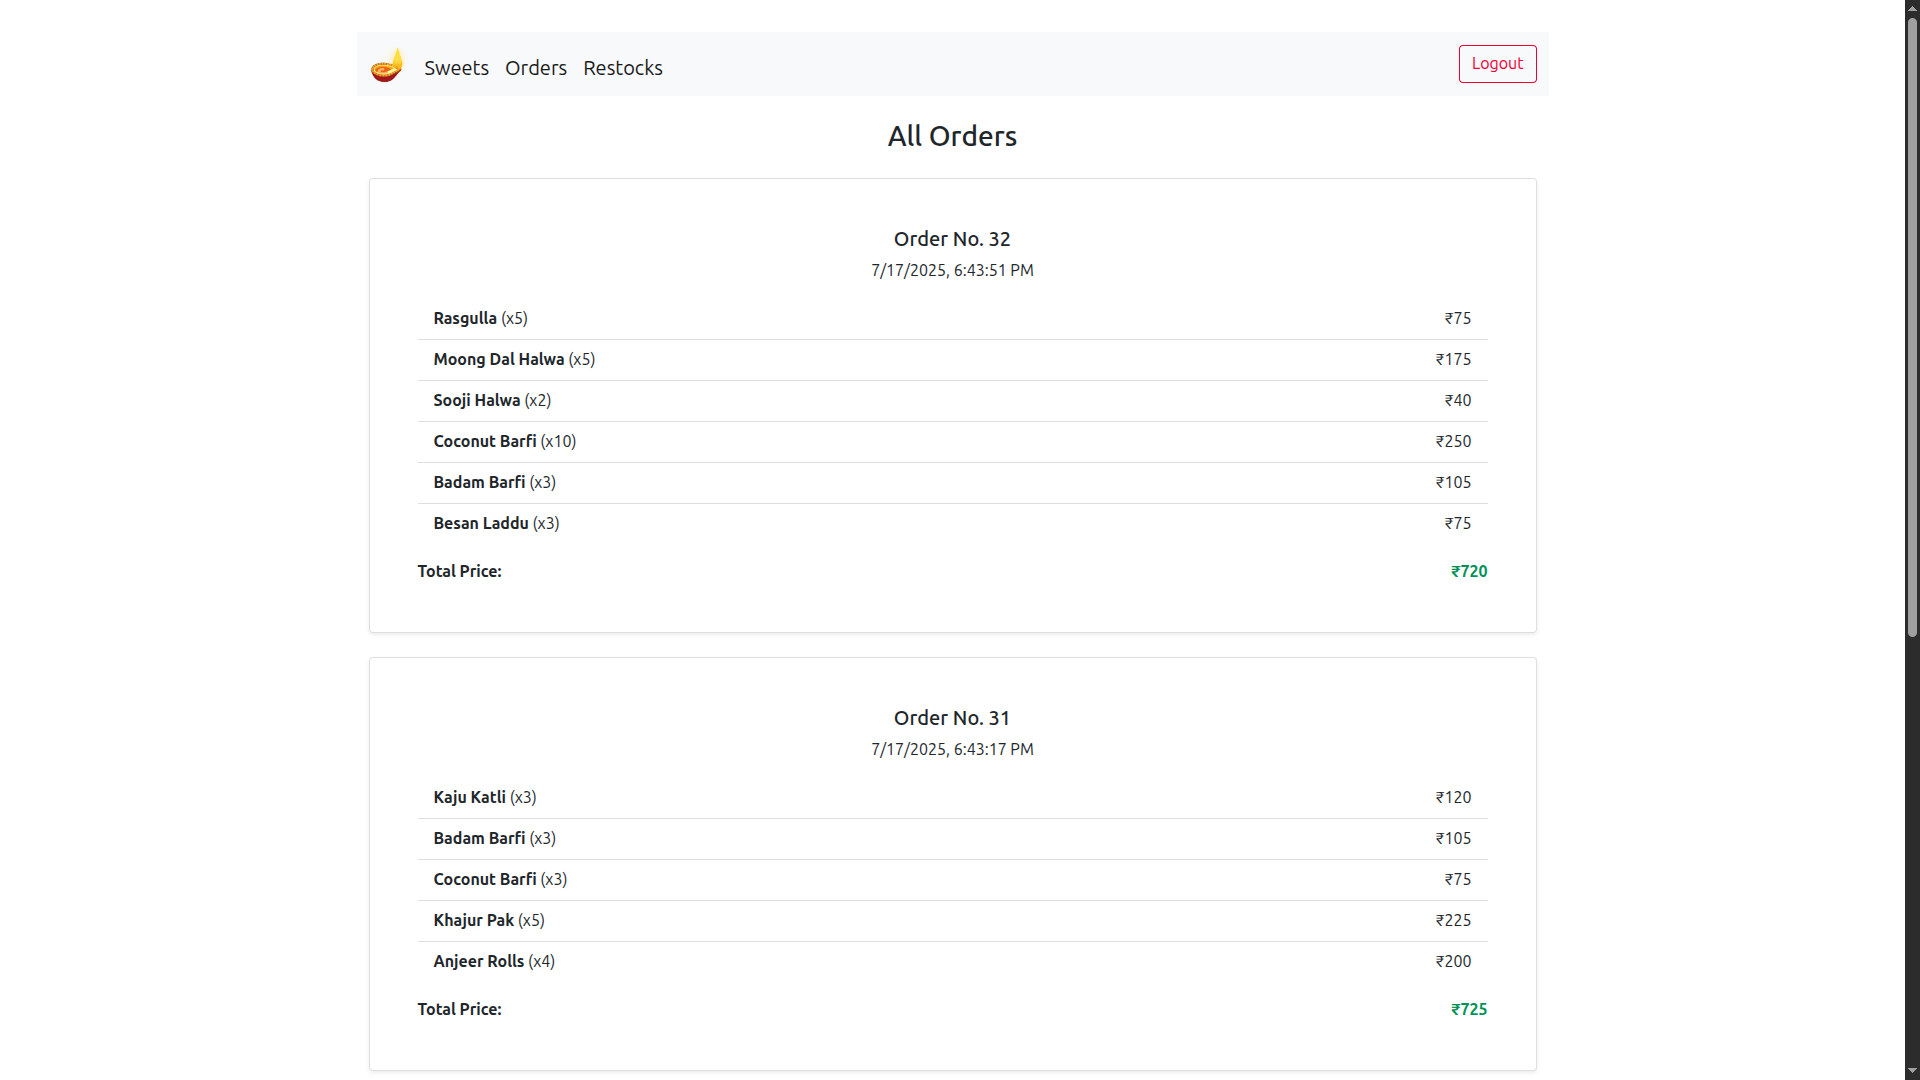 Sweets Orders Restocks Logout
All Orders
Order No. 32
7/17/2025, 6:43:51 PM
Rasgulla (x5) ₹75
Moong Dal Halwa (x5) ₹175
Sooji Halwa (x2) ₹40
Coconut Barfi (x10) ₹250
Badam Barfi (x3) ₹105
Besan Laddu (x3) ₹75
Total Price: ₹720
Order No. 31
7/17/2025, 6:43:17 PM
Kaju Katli (x3) ₹120
Badam Barfi (x3) ₹105
Coconut Barfi (x3) ₹75
Khajur Pak (x5) ₹225
Anjeer Rolls (x4) ₹200
Total Price: ₹725